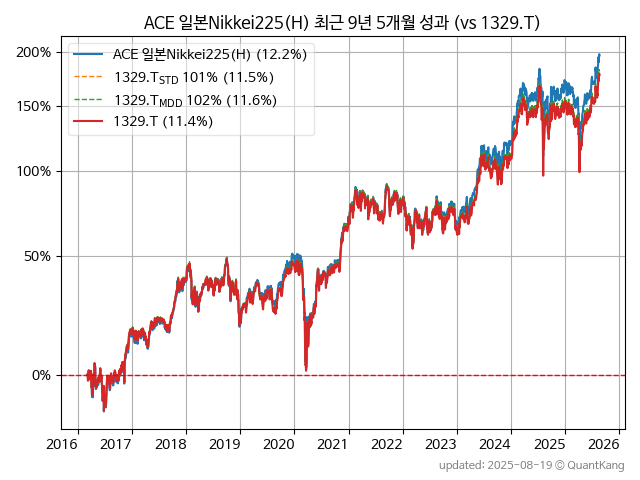 ACE 일본Nikkei225(H) 최근 9년 5개월 성과 (vs 1329.T)
ACE 일본Nikkei225(H) (12.2%)
1329.T_STD 101% (11.5%)
1329.T_MDD 102% (11.6%)
1329.T (11.4%)
200%
150%
100%
50%
0%
2016 2017 2018 2019 2020 2021 2022 2023 2024 2025 2026
updated: 2025-08-19 © QuantKang